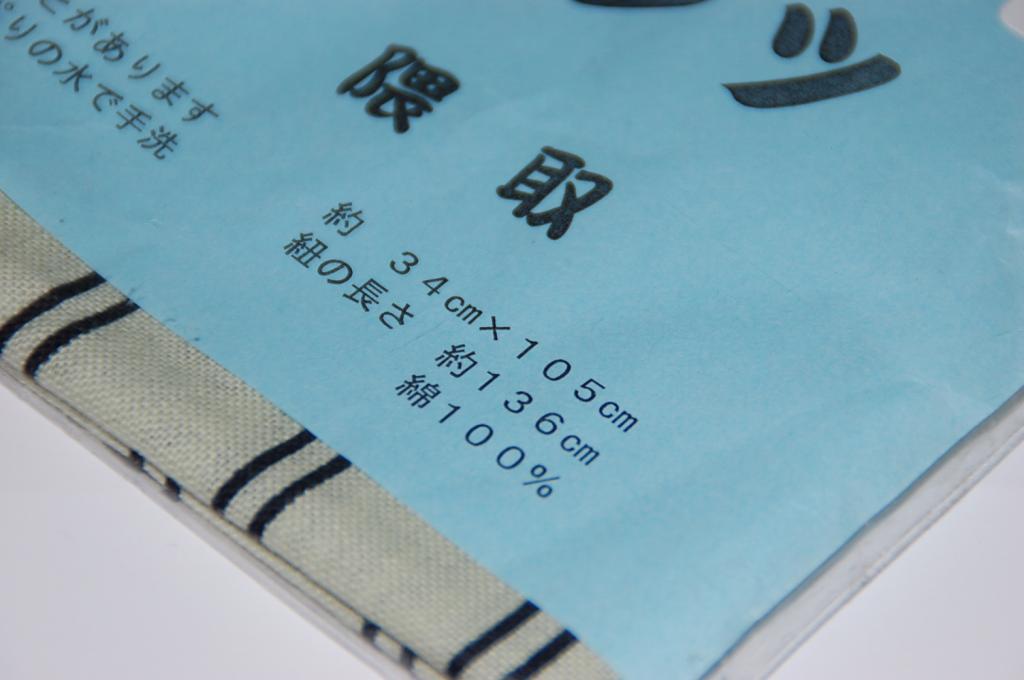 ツ
隈
取
約 34cm×105cm
紐の長さ 約136cm
綿100%
とがあります
りの水で手洗